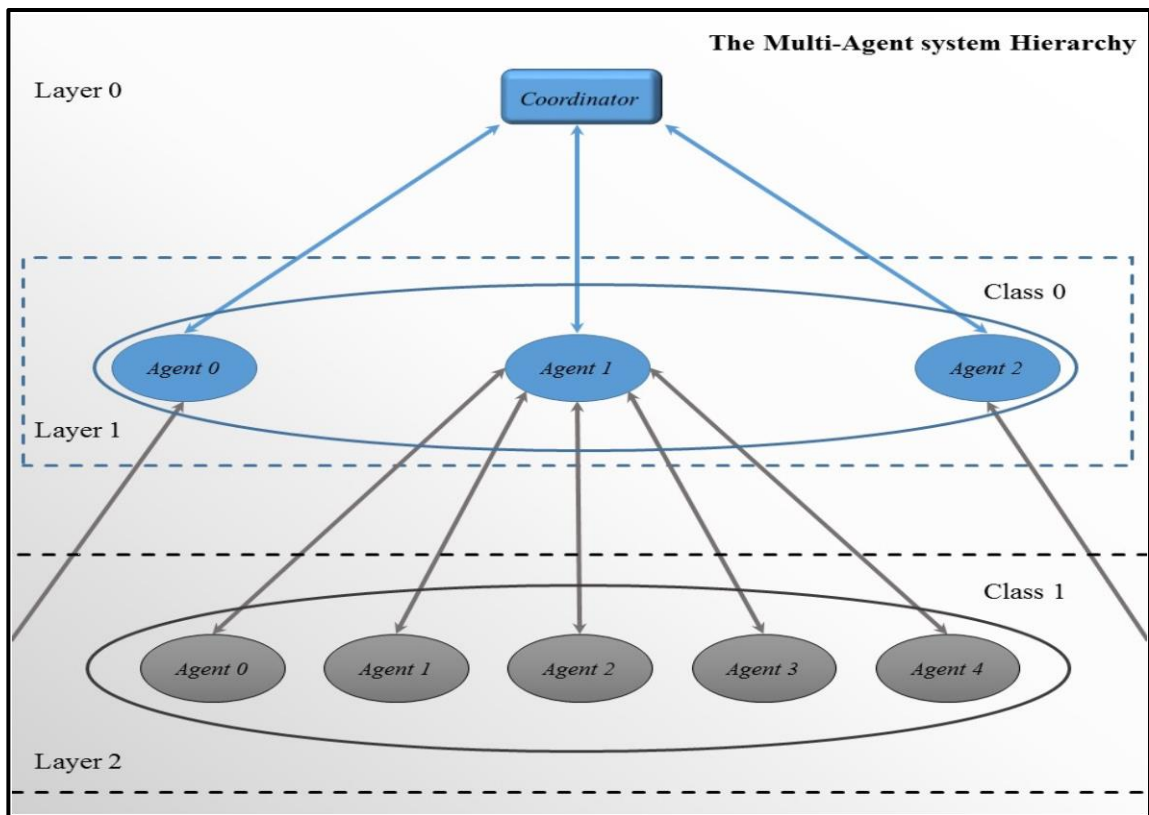 The Multi-Agent system Hierarchy
Layer 0
Coordinator
Class 0
Agent 0
Agent 1
Agent 2
Layer 1
Class 1
Agent 0
Agent 1
Agent 2
Agent 3
Agent 4
Layer 2